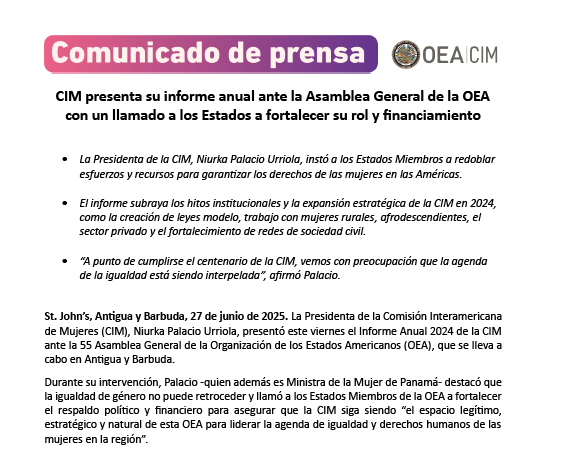 Comunicado de prensa
OEA|CIM
CIM presenta su informe anual ante la Asamblea General de la OEA
con un llamado a los Estados a fortalecer su rol y financiamiento
• La Presidenta de la CIM, Niurka Palacio Urriola, instó a los Estados Miembros a redoblar
esfuerzos y recursos para garantizar los derechos de las mujeres en las Américas.
• El informe subraya los hitos institucionales y la expansión estratégica de la CIM en 2024,
como la creación de leyes modelo, trabajo con mujeres rurales, afrodescendientes, el
sector privado y el fortalecimiento de redes de sociedad civil.
• “A punto de cumplirse el centenario de la CIM, vemos con preocupación que la agenda
de la igualdad está siendo interpelada”, afirmó Palacio.
St. John’s, Antigua y Barbuda, 27 de junio de 2025. La Presidenta de la Comisión Interamericana
de Mujeres (CIM), Niurka Palacio Urriola, presentó este viernes el Informe Anual 2024 de la CIM
ante la 55 Asamblea General de la Organización de los Estados Americanos (OEA), que se lleva a
cabo en Antigua y Barbuda.
Durante su intervención, Palacio -quien además es Ministra de la Mujer de Panamá- destacó que
la igualdad de género no puede retroceder y llamó a los Estados Miembros de la OEA a fortalecer
el respaldo político y financiero para asegurar que la CIM siga siendo “el espacio legítimo,
estratégico y natural de esta OEA para liderar la agenda de igualdad y derechos humanos de las
mujeres en la región”.